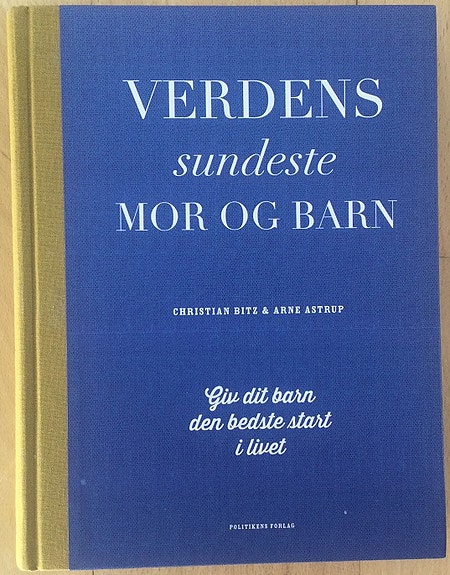 VERDENS
sundeste
MOR OG BARN
CHRISTIAN BITZ & ARNE ASTRUP
Giv dit barn
den bedste start
i livet
POLITIKENS FORLAG